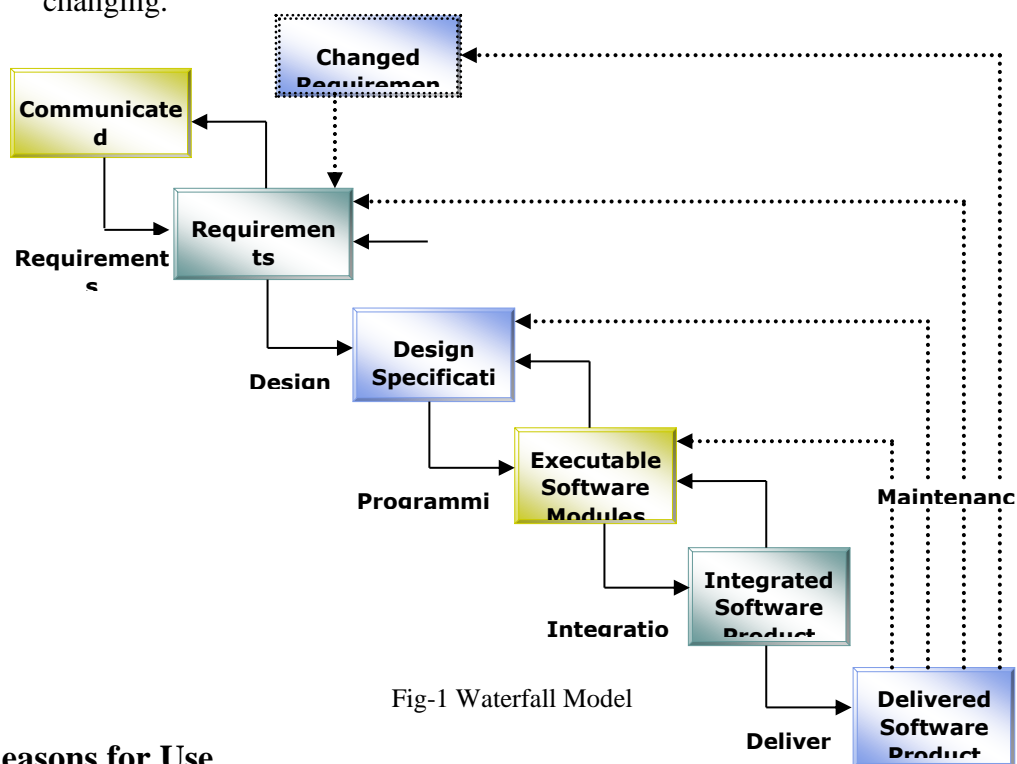 changing.
Changed
Requiremen
Communicate
d
Requiremen
ts
Requirement
s
Design
Specificati
Design
Executable
Software
Modules
Programmi
Maintenanc
Integrated
Software
Product
Integratio
Fig-1 Waterfall Model
Delivered
Software
Product
Deliver
easons for Use